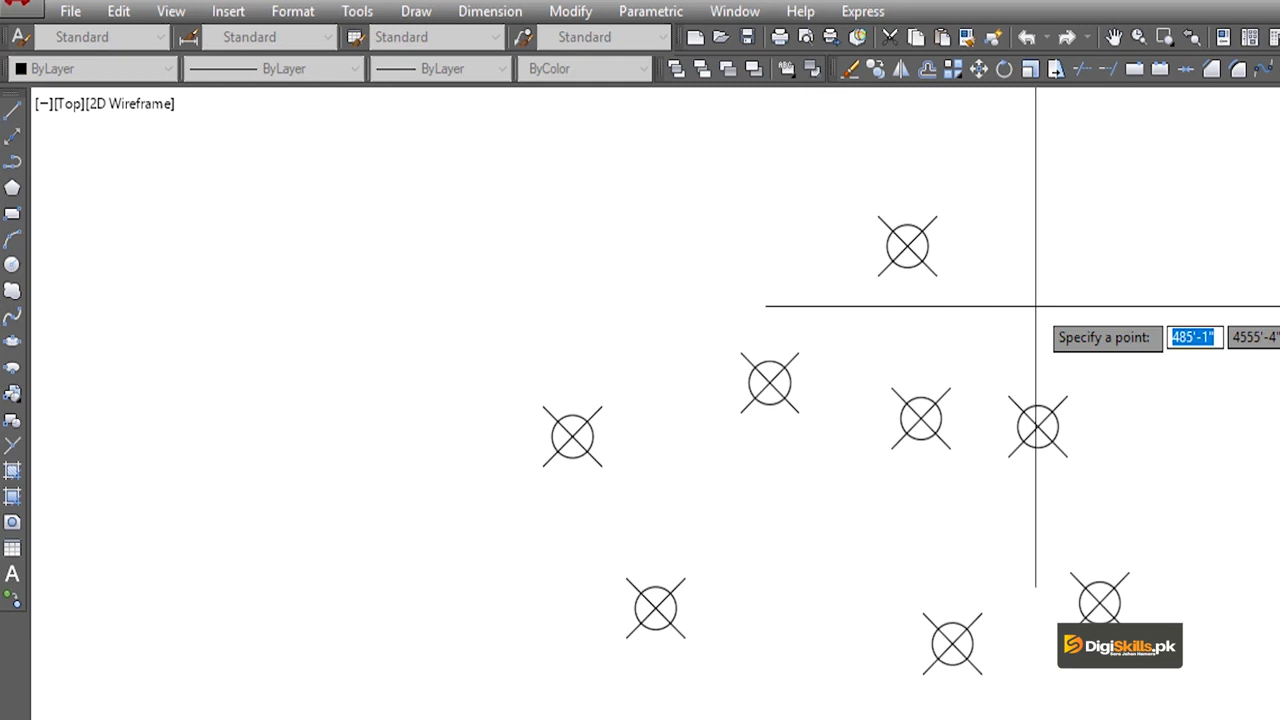 File Edit View Insert Format Tools Draw Dimension Modify Parametric Window Help Express
Standard Standard Standard Standard
ByLayer ByLayer ByLayer ByColor
[−][Top][2D Wireframe]
Specify a point: 485'-1" 4555'-4"
DigiSkills.pk